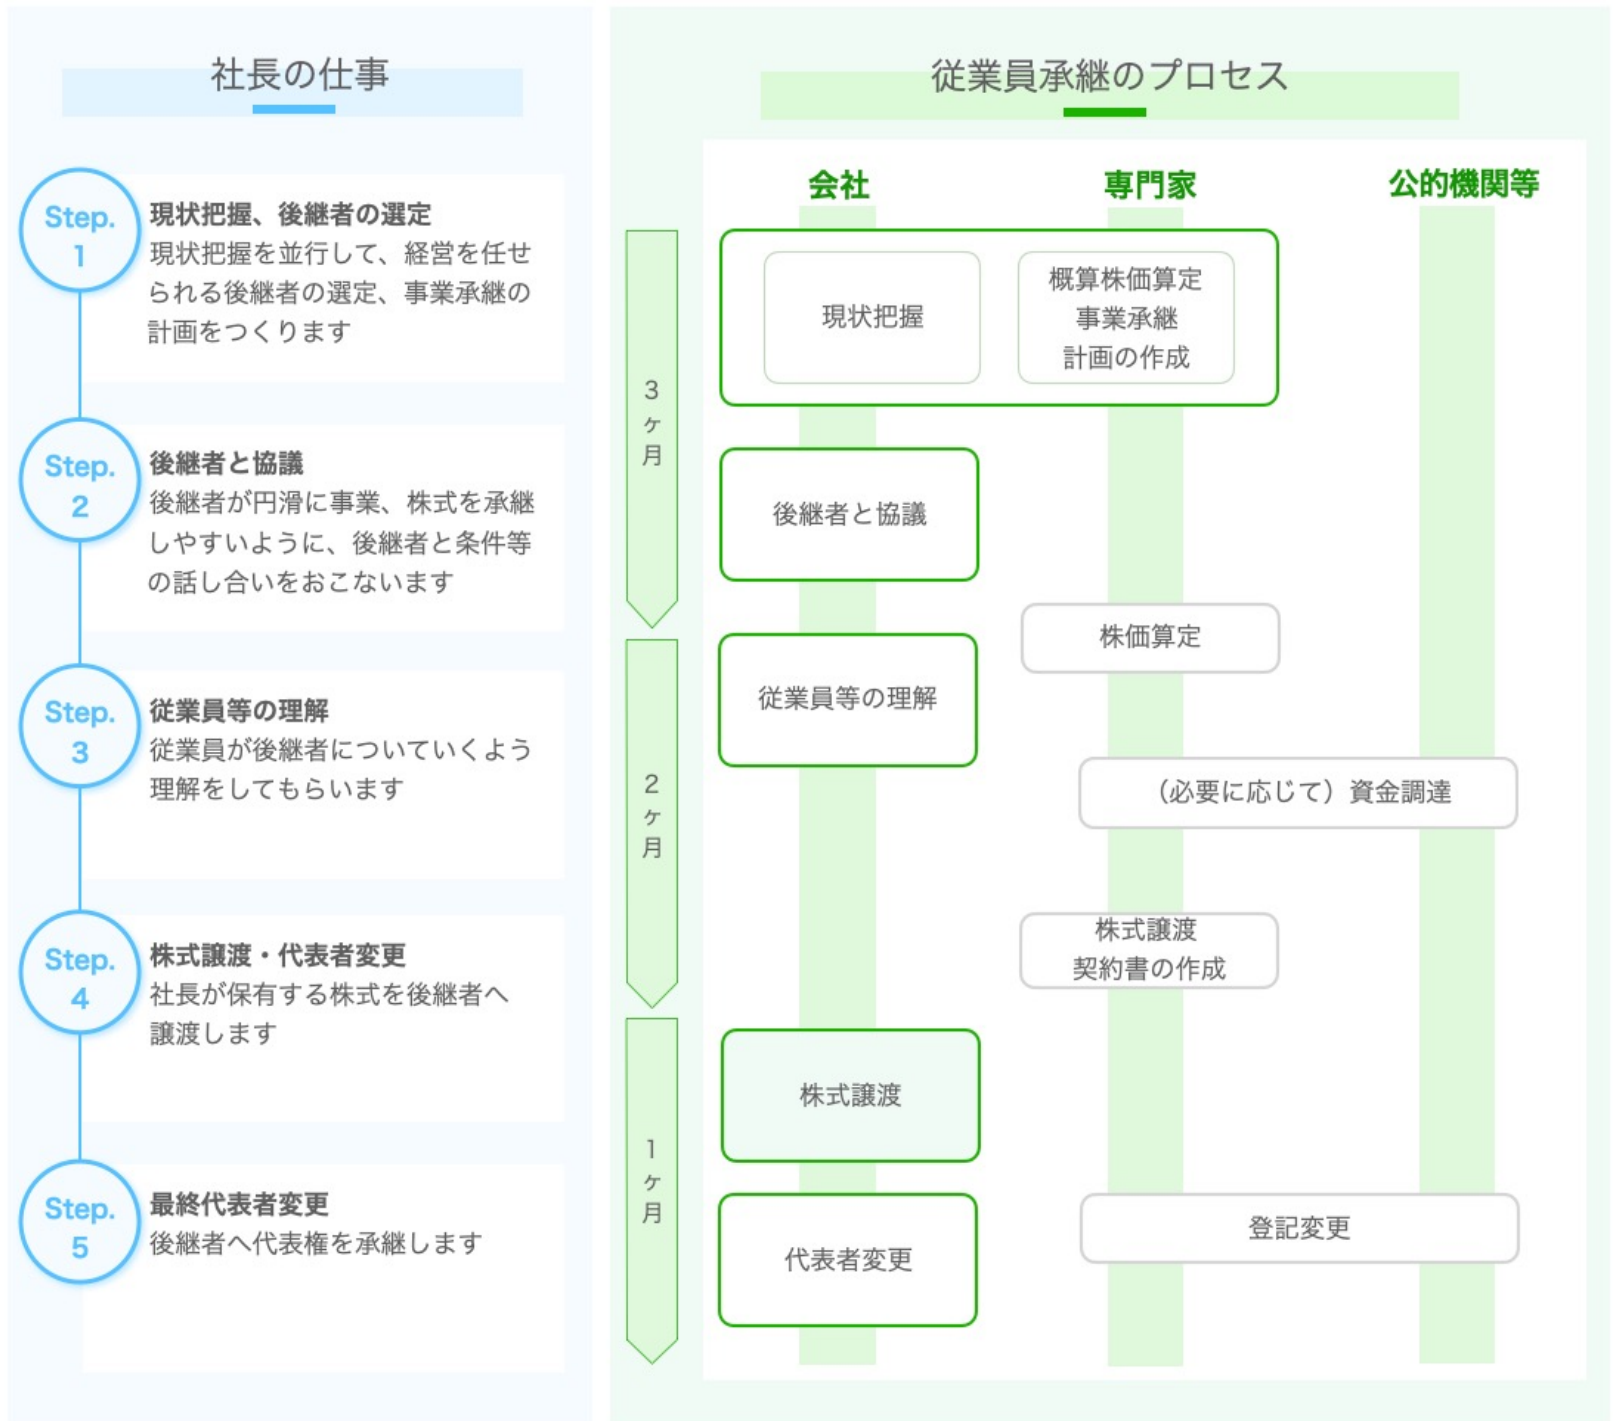 社長の仕事
Step.
1
現状把握、後継者の選定
現状把握を並行して、経営を任せ
られる後継者の選定、事業承継の
計画をつくります
Step.
2
後継者と協議
後継者が円滑に事業、株式を承継
しやすいように、後継者と条件等
の話し合いをおこないます
Step.
3
従業員等の理解
従業員が後継者についていくよう
理解をしてもらいます
Step.
4
株式譲渡・代表者変更
社長が保有する株式を後継者へ
譲渡します
Step.
5
最終代表者変更
後継者へ代表権を承継します
従業員承継のプロセス
会社
専門家
公的機関等
3ヶ月
現状把握
概算株価算定
事業承継
計画の作成
後継者と協議
株価算定
2ヶ月
従業員等の理解
（必要に応じて）資金調達
株式譲渡
契約書の作成
1ヶ月
株式譲渡
代表者変更
登記変更